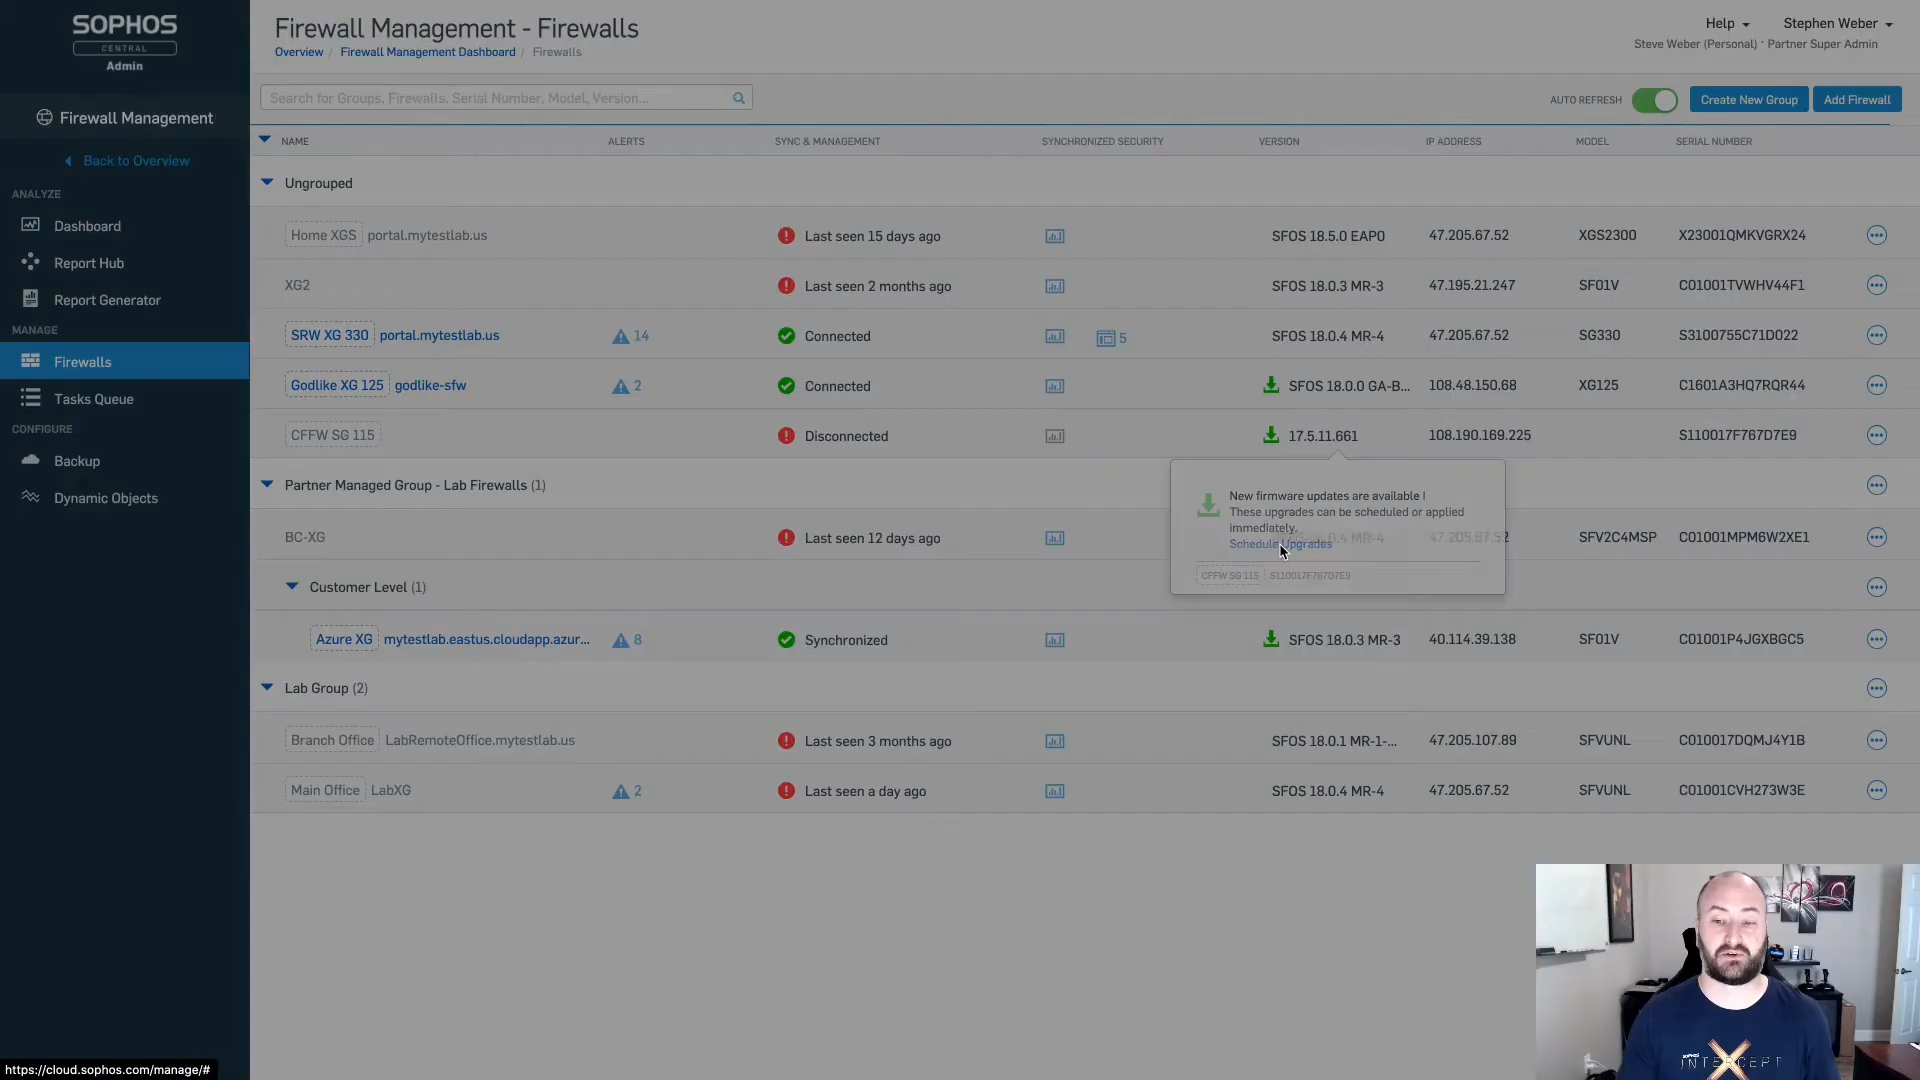 SOPHOS
CENTRAL
Admin
Firewall Management
Back to Overview
ANALYZE
Dashboard
Report Hub
Report Generator
MANAGE
Firewalls
Tasks Queue
CONFIGURE
Backup
Dynamic Objects
https://cloud.sophos.com/manage/#
Firewall Management - Firewalls
Overview / Firewall Management Dashboard / Firewalls
Help
Stephen Weber
Steve Weber (Personal) · Partner Super Admin
Search for Groups, Firewalls, Serial Number, Model, Version...
AUTO REFRESH
Create New Group
Add Firewall
NAME ALERTS SYNC & MANAGEMENT SYNCHRONIZED SECURITY VERSION IP ADDRESS MODEL SERIAL NUMBER
Ungrouped
Home XGS portal.mytestlab.us Last seen 15 days ago SFOS 18.5.0 EAP0 47.205.67.52 XGS2300 X23001QMKVGRX24
XG2 Last seen 2 months ago SFOS 18.0.3 MR-3 47.195.21.247 SF01V C01001TVWHV44F1
SRW XG 330 portal.mytestlab.us 14 Connected 5 SFOS 18.0.4 MR-4 47.205.67.52 SG330 S3100755C71D022
Godlike XG 125 godlike-sfw 2 Connected SFOS 18.0.0 GA-B... 108.48.150.68 XG125 C1601A3HQ7RQR44
CFFW SG 115 Disconnected 17.5.11.661 108.190.169.225 S110017F767D7E9
Partner Managed Group - Lab Firewalls (1)
New firmware updates are available !
These upgrades can be scheduled or applied
immediately.
Schedule Upgrades
CFFW SG 115 S110017F767D7E9
BC-XG Last seen 12 days ago 0.4 MR-4 47.205.67.52 SFV2C4MSP C01001MPM6W2XE1
Customer Level (1)
Azure XG mytestlab.eastus.cloudapp.azur... 8 Synchronized SFOS 18.0.3 MR-3 40.114.39.138 SF01V C01001P4JGXBGC5
Lab Group (2)
Branch Office LabRemoteOffice.mytestlab.us Last seen 3 months ago SFOS 18.0.1 MR-1-... 47.205.107.89 SFVUNL C010017DQMJ4Y1B
Main Office LabXG 2 Last seen a day ago SFOS 18.0.4 MR-4 47.205.67.52 SFVUNL C01001CVH273W3E
SOPHOS
INTERCEPT